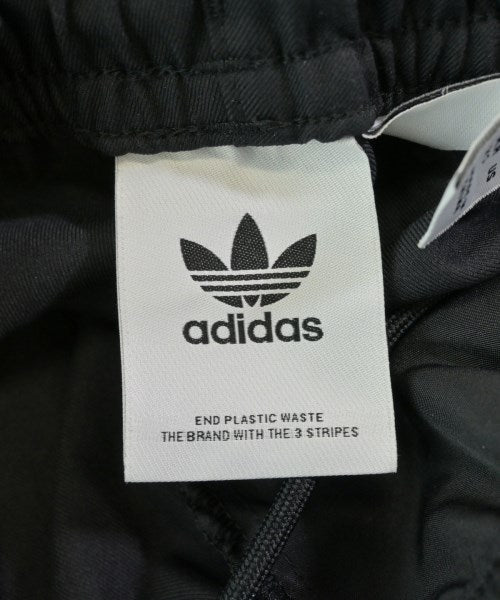 adidas
END PLASTIC WASTE
THE BRAND WITH THE 3 STRIPES